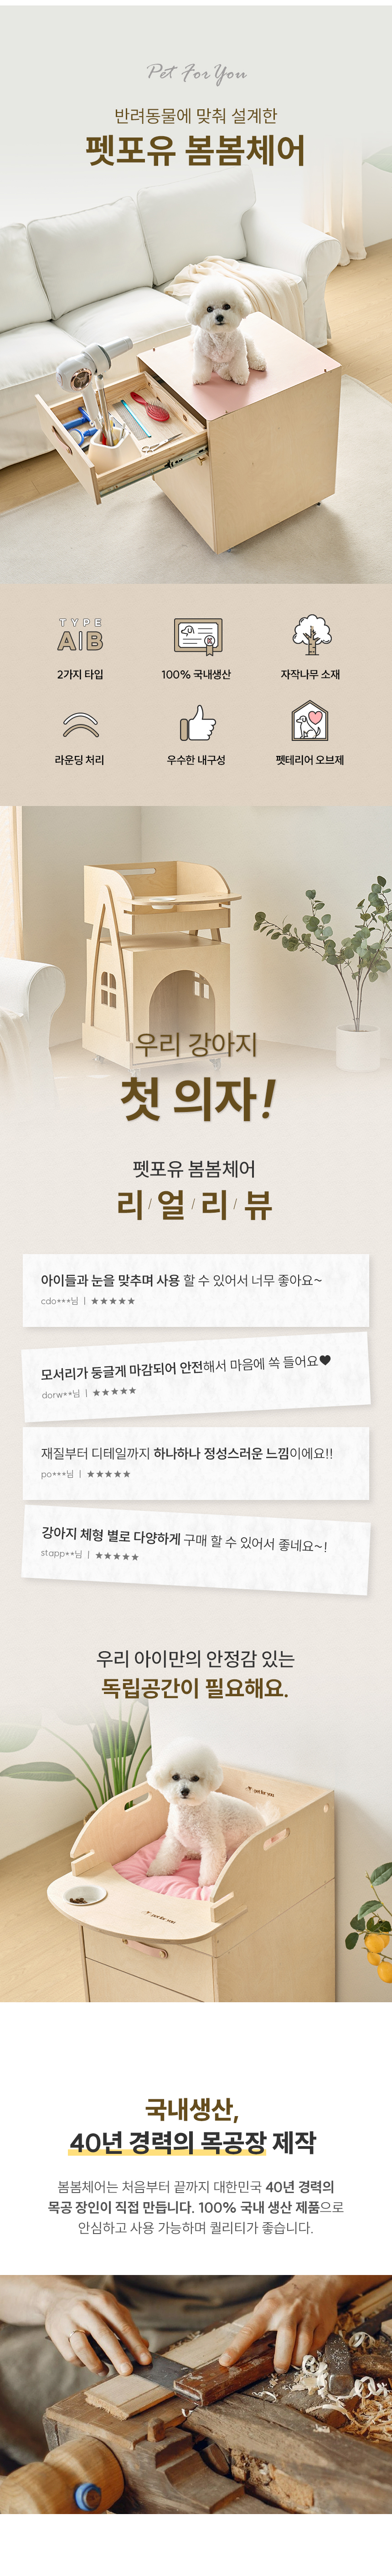 Pet For You
반려동물에 맞춰 설계한
펫포유 봄봄체어
TYPE
A|B
2가지 타입
100% 국내생산
자작나무 소재
라운딩 처리
우수한 내구성
펫테리어 오브제
우리 강아지
첫 의자!
펫포유 봄봄체어
리/얼/리/뷰
아이들과 눈을 맞추며 사용 할 수 있어서 너무 좋아요~
cdo***님 | ★★★★★
모서리가 둥글게 마감되어 안전해서 마음에 쏙 들어요♥
dorw**님 | ★★★★★
재질부터 디테일까지 하나하나 정성스러운 느낌이에요!!
po***님 | ★★★★★
강아지 체형 별로 다양하게 구매 할 수 있어서 좋네요~!
stapp**님 | ★★★★★
우리 아이만의 안정감 있는
독립공간이 필요해요.
pet for you
pet for you
국내생산,
40년 경력의 목공장 제작
봄봄체어는 처음부터 끝까지 대한민국 40년 경력의
목공 장인이 직접 만듭니다. 100% 국내 생산 제품으로
안심하고 사용 가능하며 퀄리티가 좋습니다.